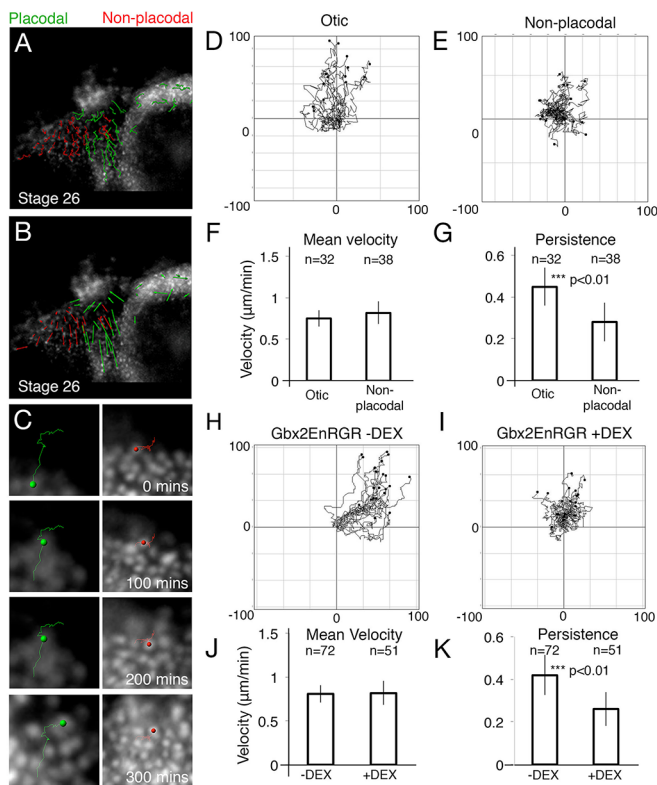 Placodal Non-placodal
A
Stage 26
B
Stage 26
C
0 mins
100 mins
200 mins
300 mins
D
Otic
100
0
-100
0
100
E
Non-placodal
100
0
-100
0
100
F
Mean velocity
n=32 n=38
Velocity (µm/min)
1.5
1
0.5
0
Otic
Non-
placodal
G
Persistence
n=32 n=38
*** p<0.01
0.6
0.4
0.2
0
Otic
Non-
placodal
H
Gbx2EnRGR -DEX
100
0
-100
0
100
I
Gbx2EnRGR +DEX
100
0
-100
0
100
J
Mean Velocity
n=72 n=51
Velocity (µm/min)
1.5
1
0.5
0
-DEX +DEX
K
Persistence
n=72 n=51
*** p<0.01
0.6
0.4
0.2
0
-DEX +DEX